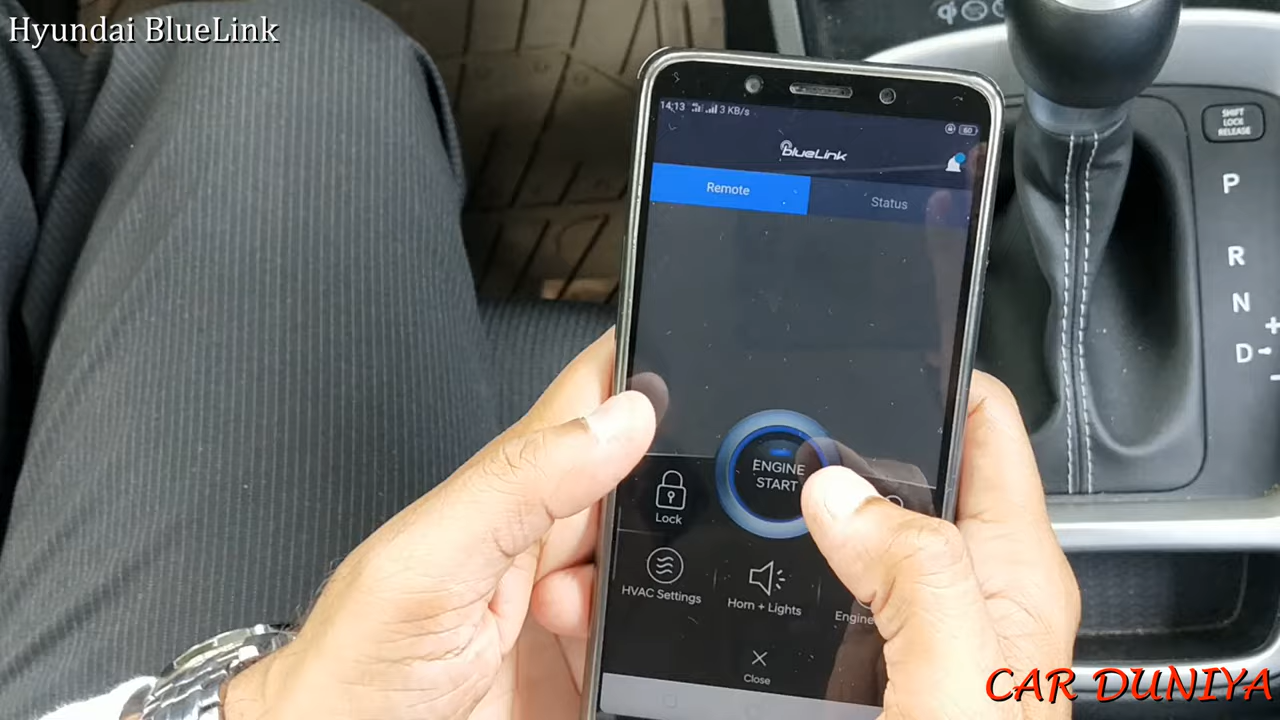 Hyundai BlueLink
14:13
3 KB/s
60
blueLink
Remote
Status
SHIFT
LOCK
RELEASE
P
R
N
D
+
-
ENGINE
START
Lock
HVAC Settings
Horn + Lights
Engine
Close
CAR DUNIYA